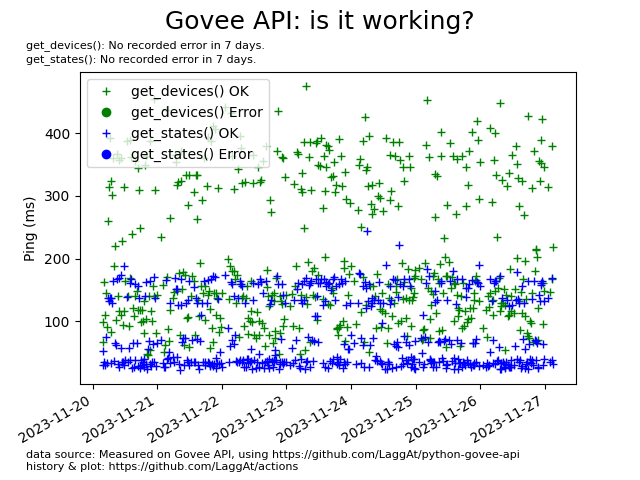 Govee API: is it working?
get_devices(): No recorded error in 7 days.
get_states(): No recorded error in 7 days.
get_devices() OK
get_devices() Error
get_states() OK
get_states() Error
Ping (ms)
400
300
200
100
2023-11-20
2023-11-21
2023-11-22
2023-11-23
2023-11-24
2023-11-25
2023-11-26
2023-11-27
data source: Measured on Govee API, using https://github.com/LaggAt/python-govee-api
history & plot: https://github.com/LaggAt/actions